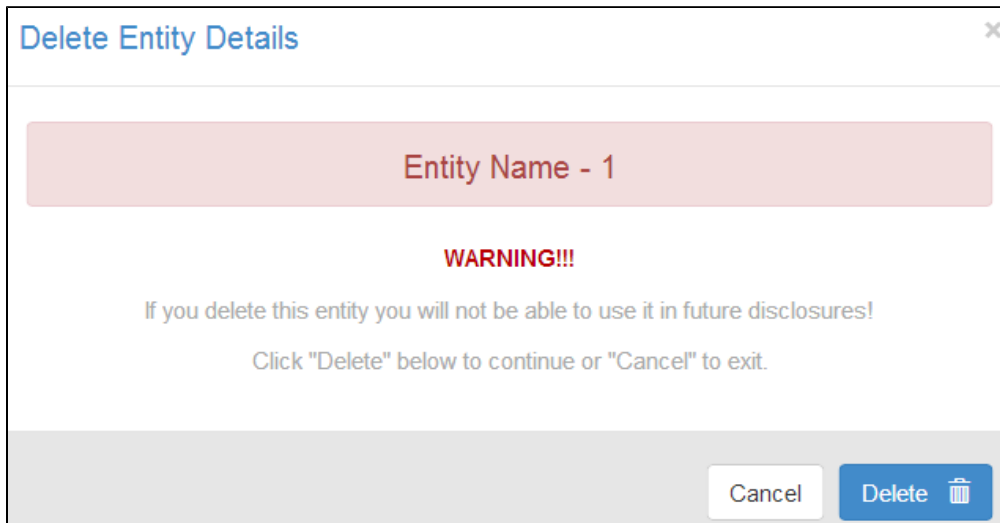 Delete Entity Details
×
Entity Name - 1
WARNING!!!
If you delete this entity you will not be able to use it in future disclosures!
Click "Delete" below to continue or "Cancel" to exit.
Cancel
Delete